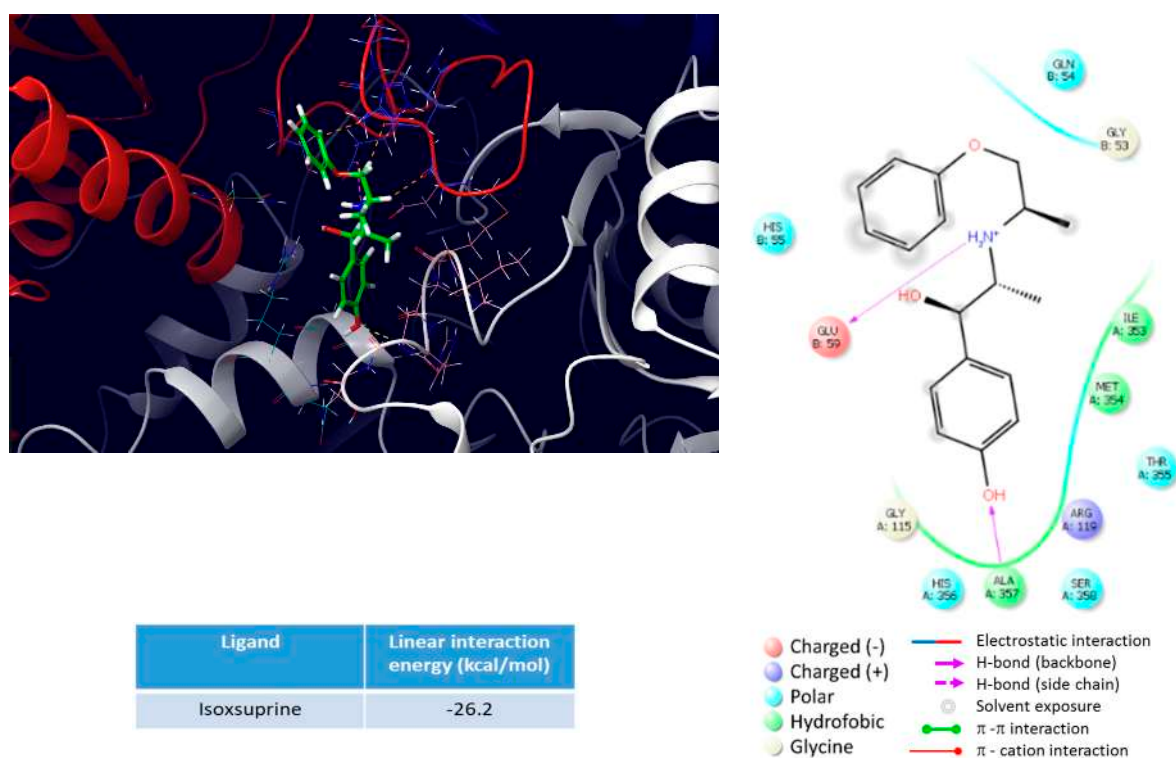 GLN
B: 54
GLY
B: 53
O
HIS
B: 55
H₂N⁺
HO
GLU
B: 59
ILE
A: 353
MET
A: 354
THR
A: 355
OH
GLY
A: 115
ARG
A: 119
HIS
A: 356
ALA
A: 357
SER
A: 358
Ligand
Linear interaction
energy (kcal/mol)
Isoxsuprine
-26.2
Charged (-)
Charged (+)
Polar
Hydrofobic
Glycine
Electrostatic interaction
H-bond (backbone)
H-bond (side chain)
Solvent exposure
π -π interaction
π - cation interaction